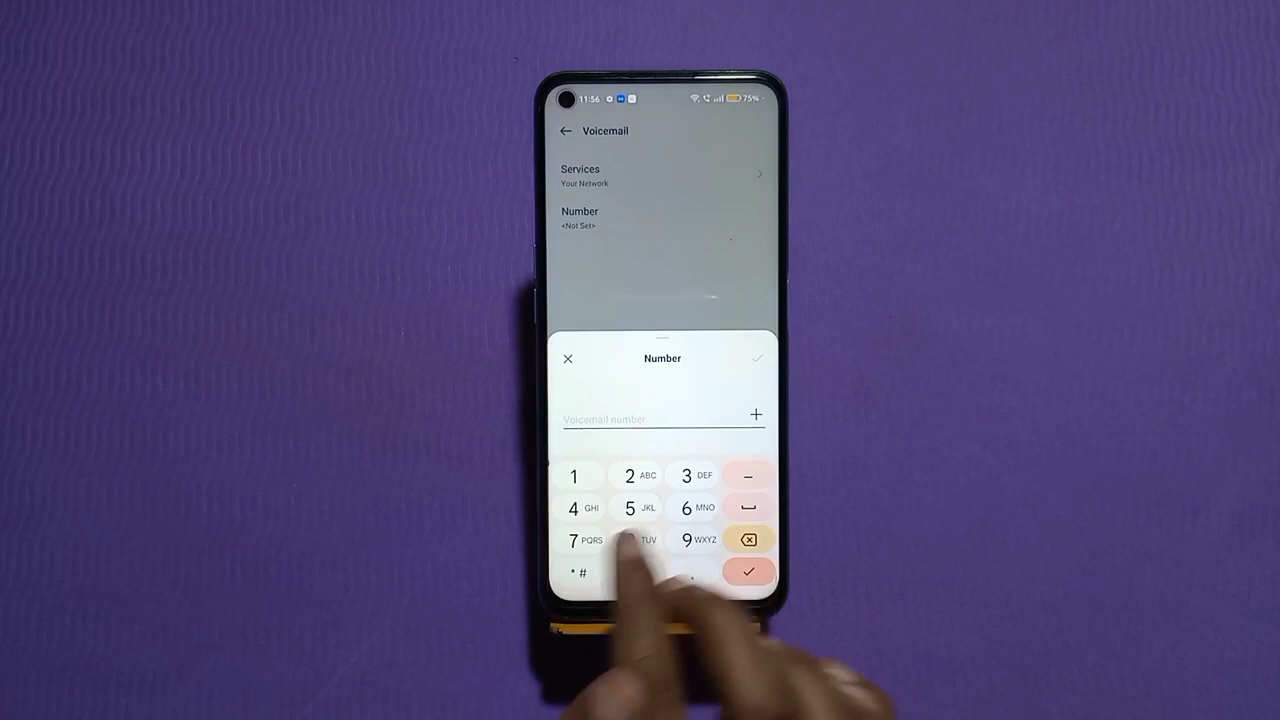 11:56 75%
Voicemail
Services
Your Network
Number
<Not Set>
Number
Voicemail number
1 2 ABC 3 DEF -
4 GHI 5 JKL 6 MNO
7 PQRS TUV 9 WXYZ
* # .